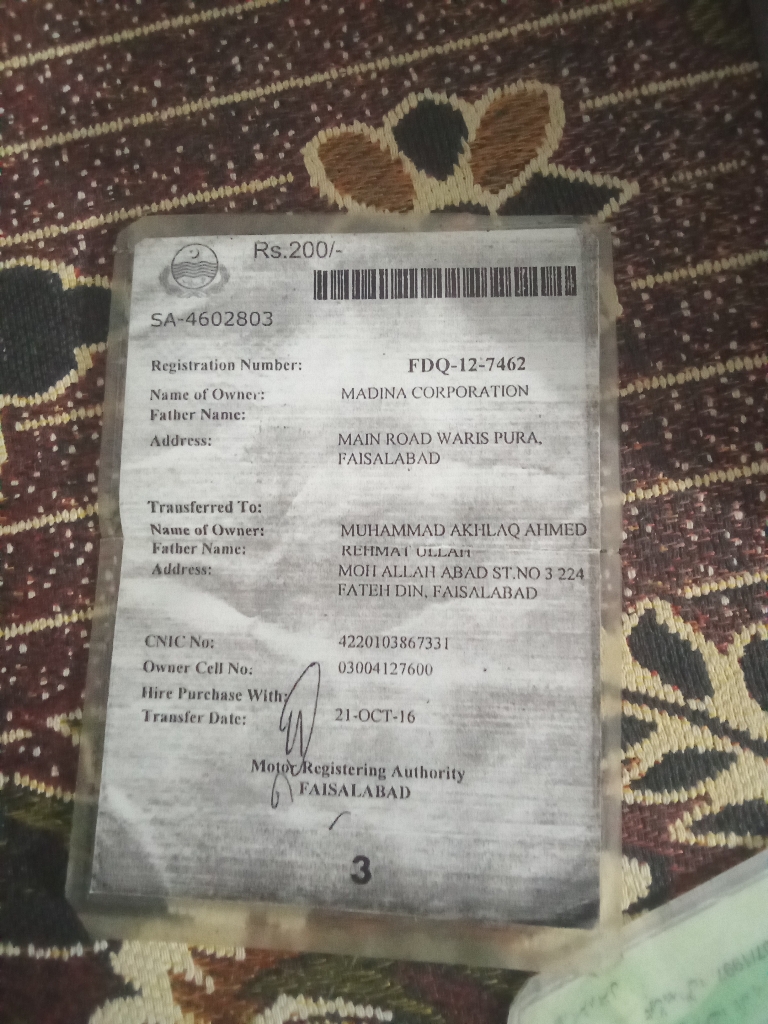 Rs.200/-
SA-4602803
Registration Number: FDQ-12-7462
Name of Owner: MADINA CORPORATION
Father Name:
Address: MAIN ROAD WARIS PURA,
FAISALABAD
Transferred To:
Name of Owner: MUHAMMAD AKHLAQ AHMED
Father Name: REHMAT ULLAH
Address: MOH ALLAH ABAD ST.NO 3 224
FATEH DIN, FAISALABAD
CNIC No: 4220103867331
Owner Cell No: 03004127600
Hire Purchase With:
Transfer Date: 21-OCT-16
Motor Registering Authority
FAISALABAD
3